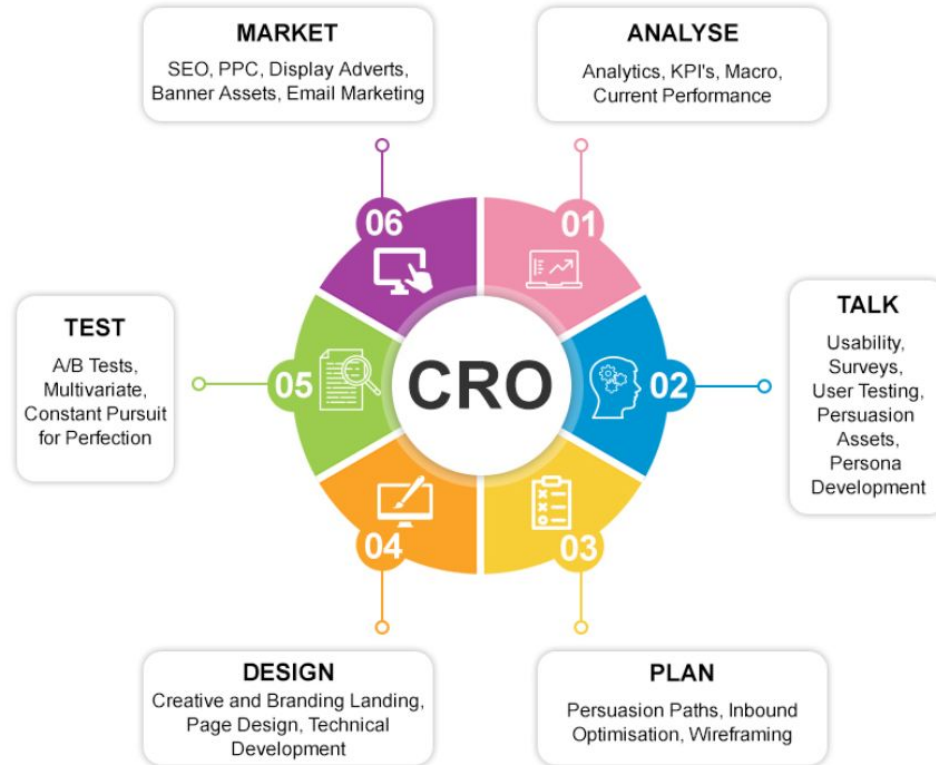 MARKET
SEO, PPC, Display Adverts,
Banner Assets, Email Marketing
ANALYSE
Analytics, KPI's, Macro,
Current Performance
06
01
TEST
A/B Tests,
Multivariate,
Constant Pursuit
for Perfection
05
CRO
02
TALK
Usability,
Surveys,
User Testing,
Persuasion
Assets,
Persona
Development
04
03
DESIGN
Creative and Branding Landing,
Page Design, Technical
Development
PLAN
Persuasion Paths, Inbound
Optimisation, Wireframing